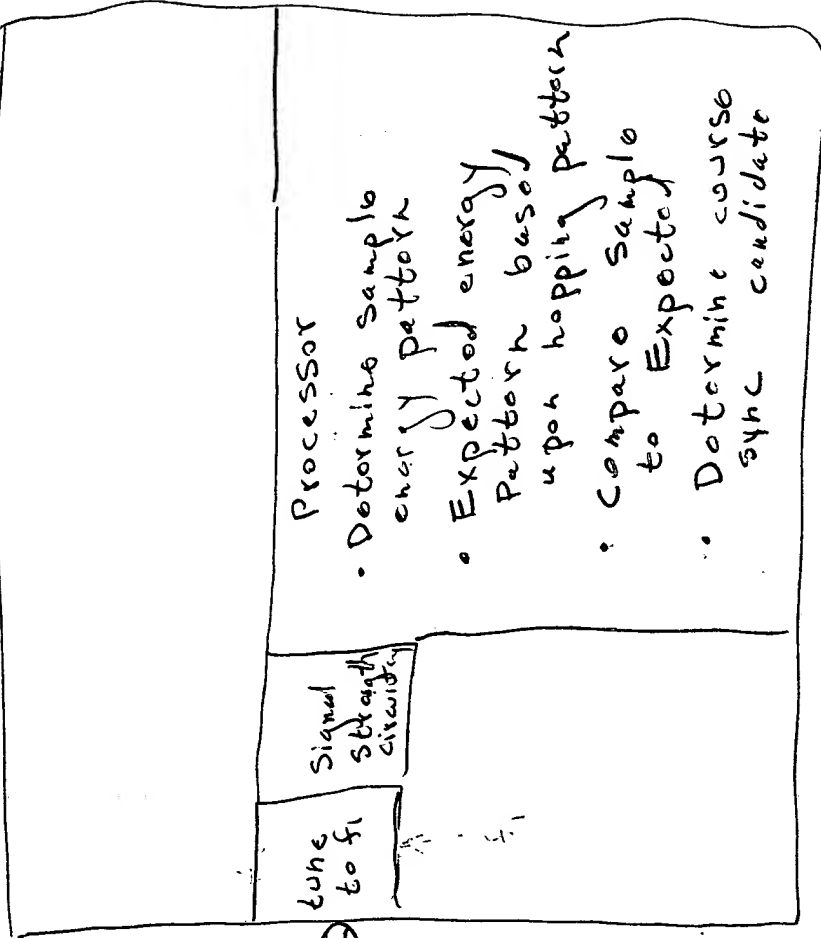 tune
to f1
Signal
strength
circuitry
Processor
• Determine sample
energy pattern
• Expected energy
pattern based
upon hopping pattern
• Compare sample
to Expected
• Determine course
sync candidate